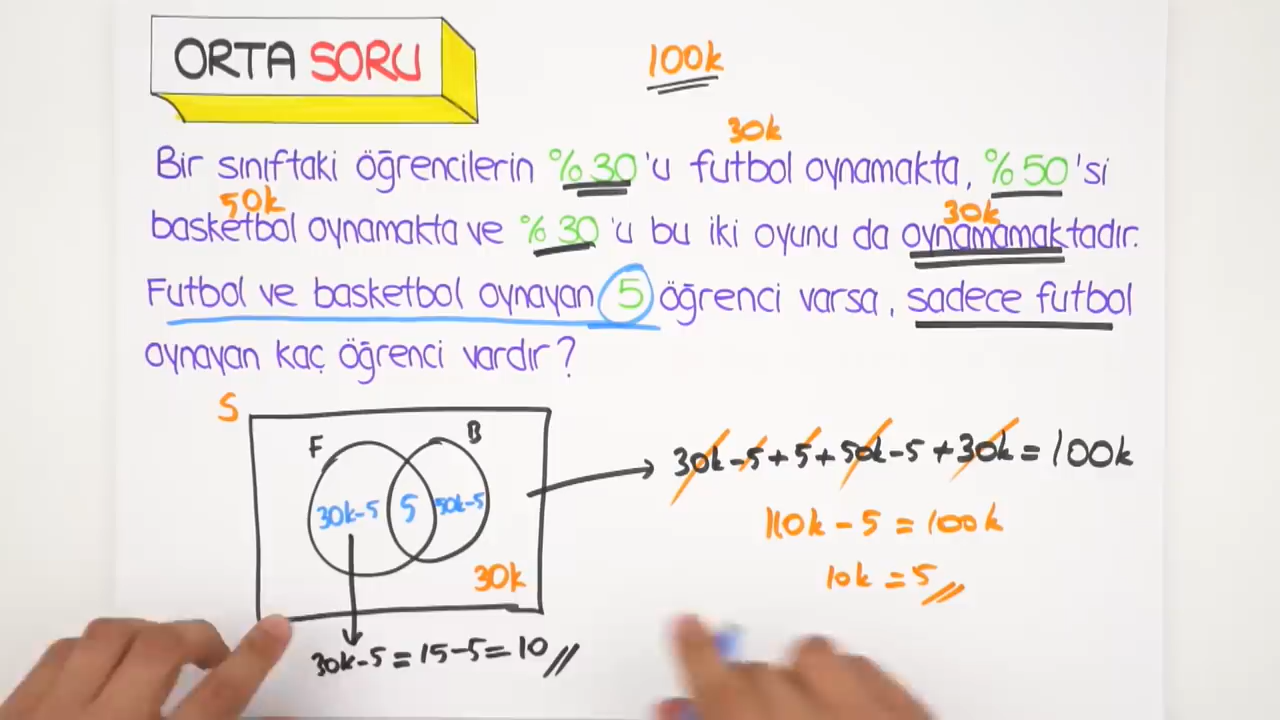 ORTA SORU
100k
30k
Bir sınıftaki öğrencilerin %30'u futbol oynamakta, %50'si
50k
30k
basketbol oynamakta ve %30'u bu iki oyunu da oynamamaktadır.
Futbol ve basketbol oynayan 5 öğrenci varsa, sadece futbol
oynayan kaç öğrenci vardır?
S
F B
30k-5 5 50k-5
30k
30k-5=15-5=10
30k-5+5+50k-5+30k=100k
110k-5=100k
10k=5